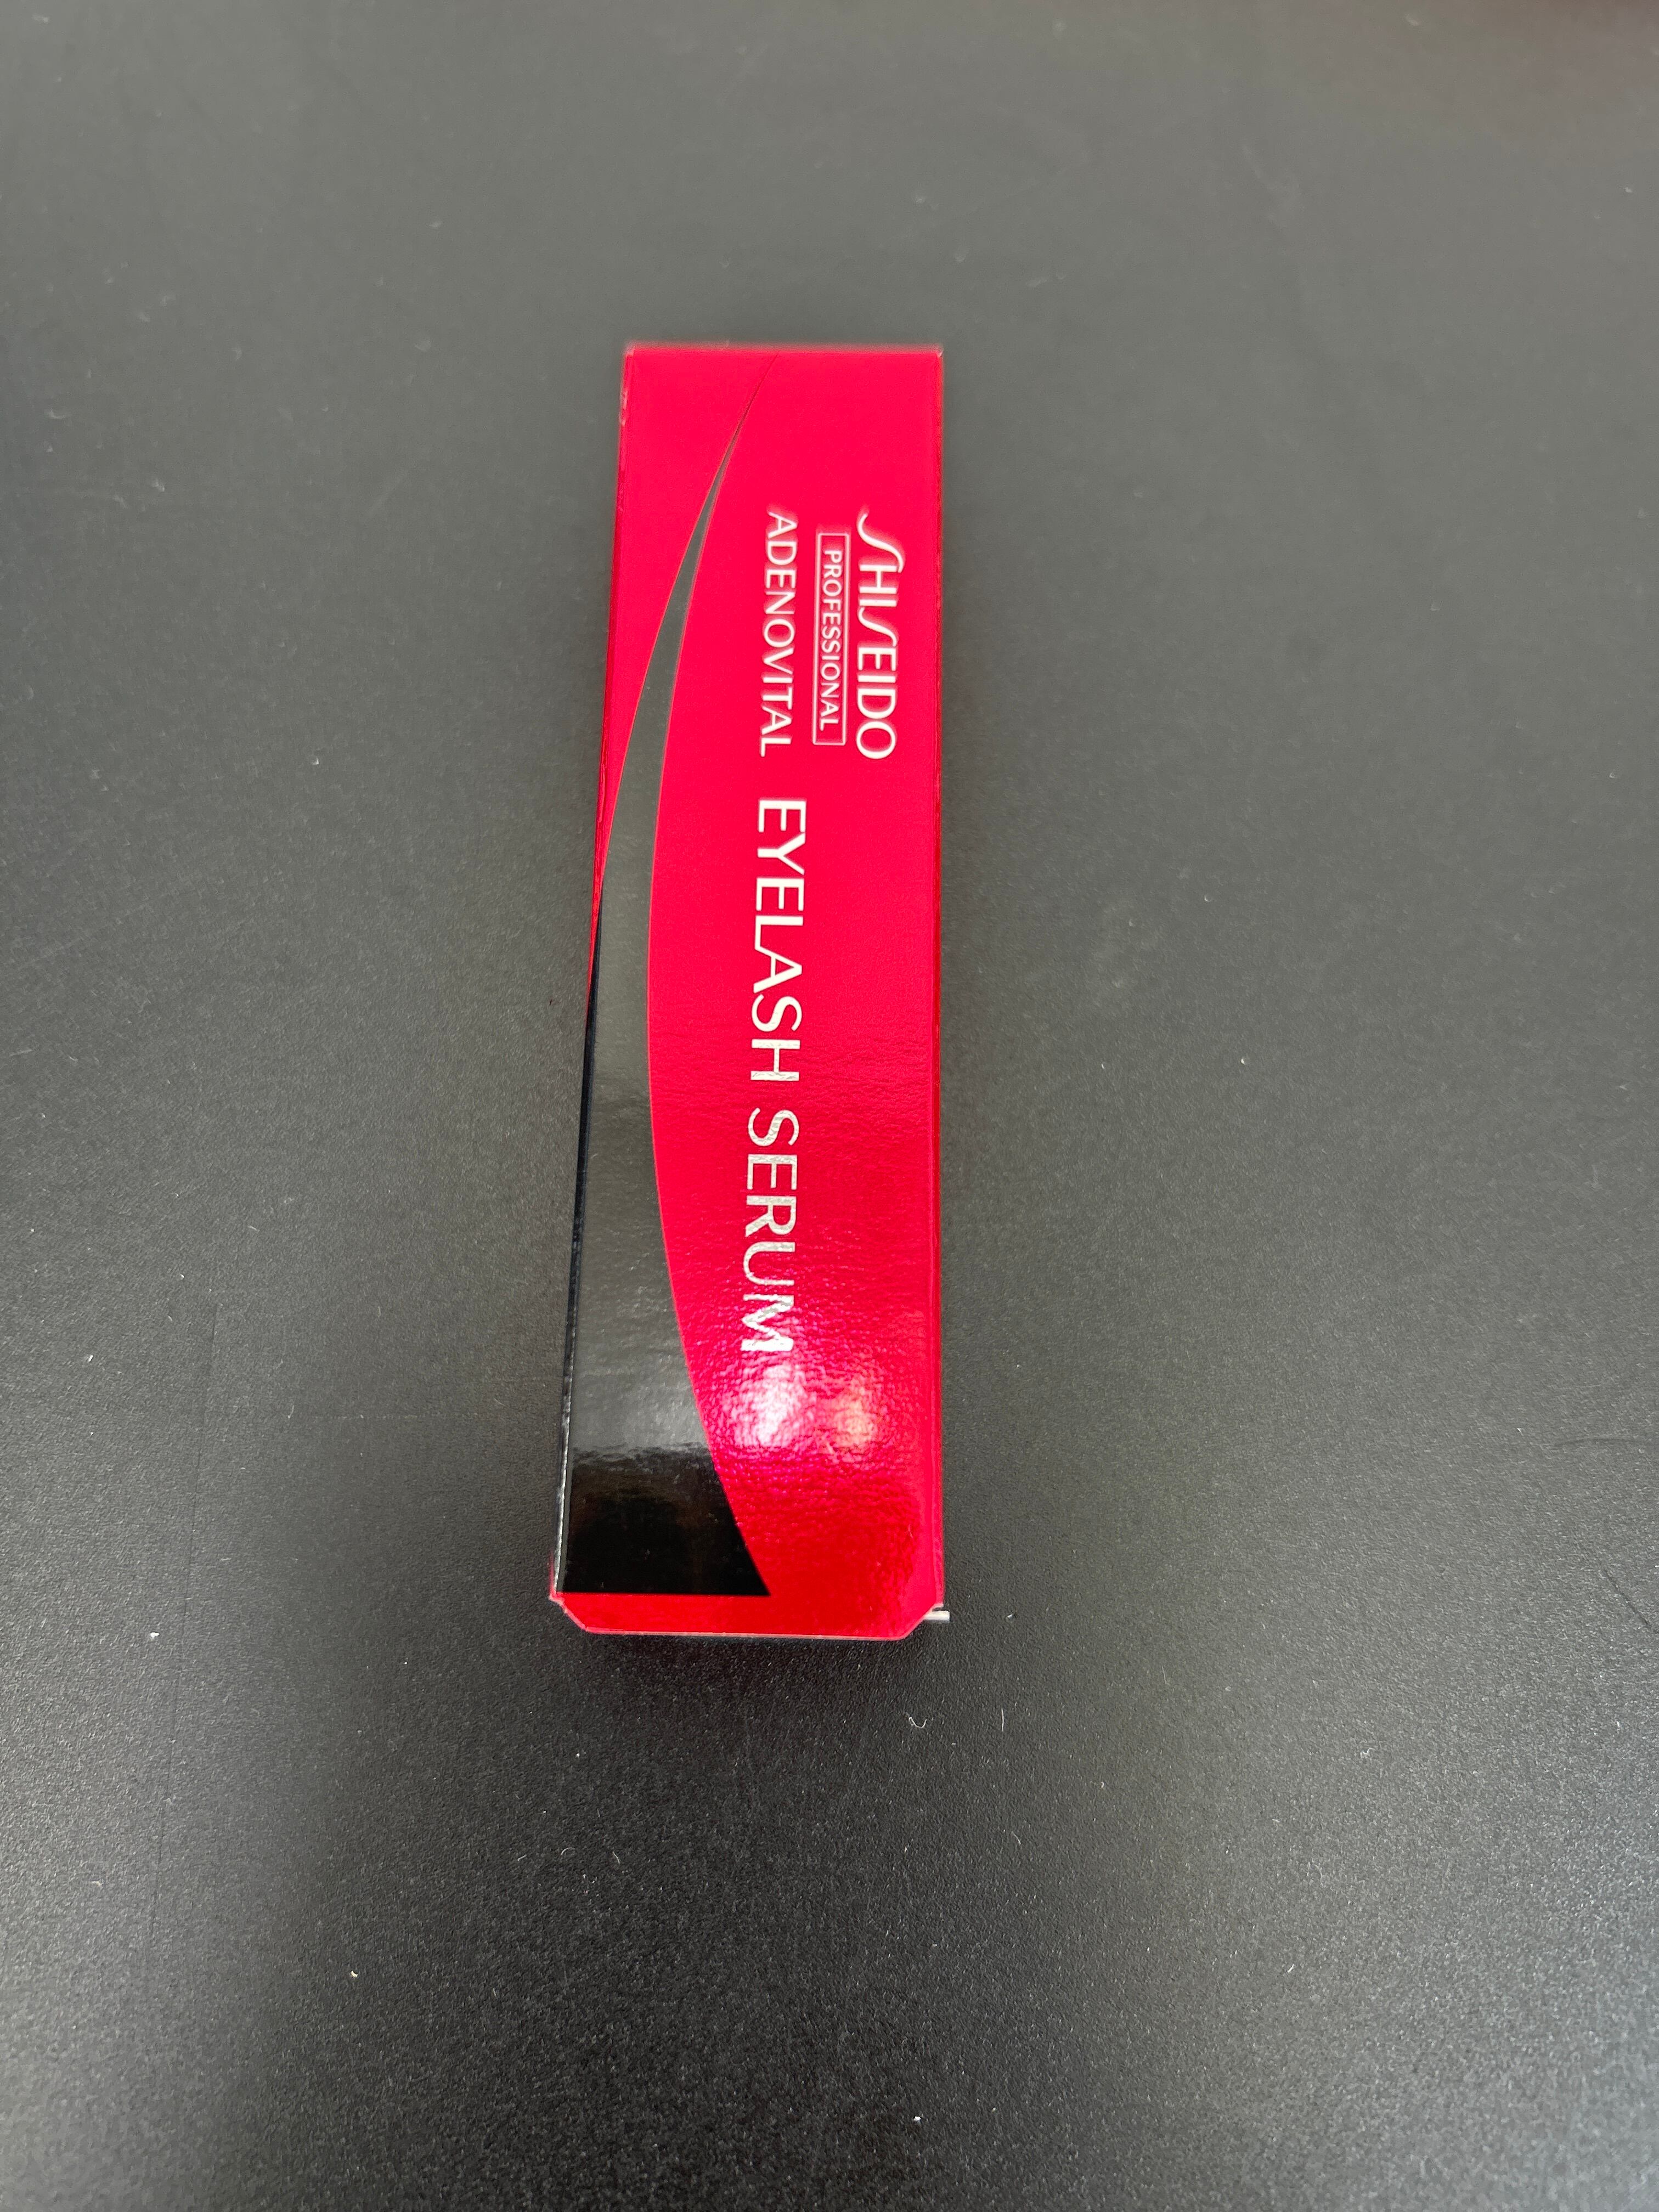 SHISEIDO
PROFESSIONAL
ADENOVITAL EYELASH SERUM